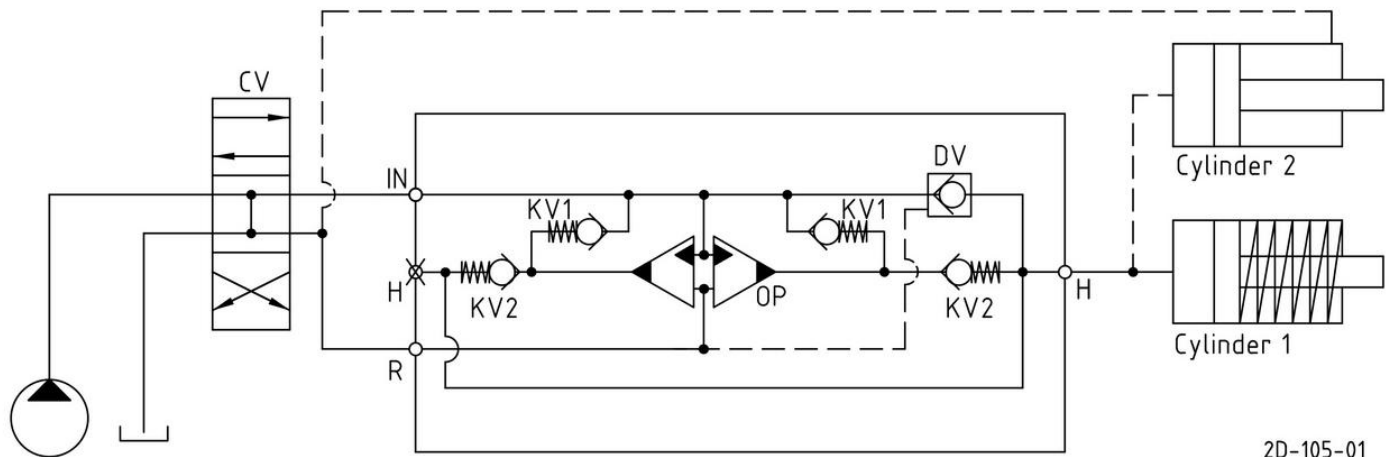 CV
Cylinder 2
IN
DV
KV1
KV1
H
KV2
OP
KV2
H
Cylinder 1
R
2D-105-01